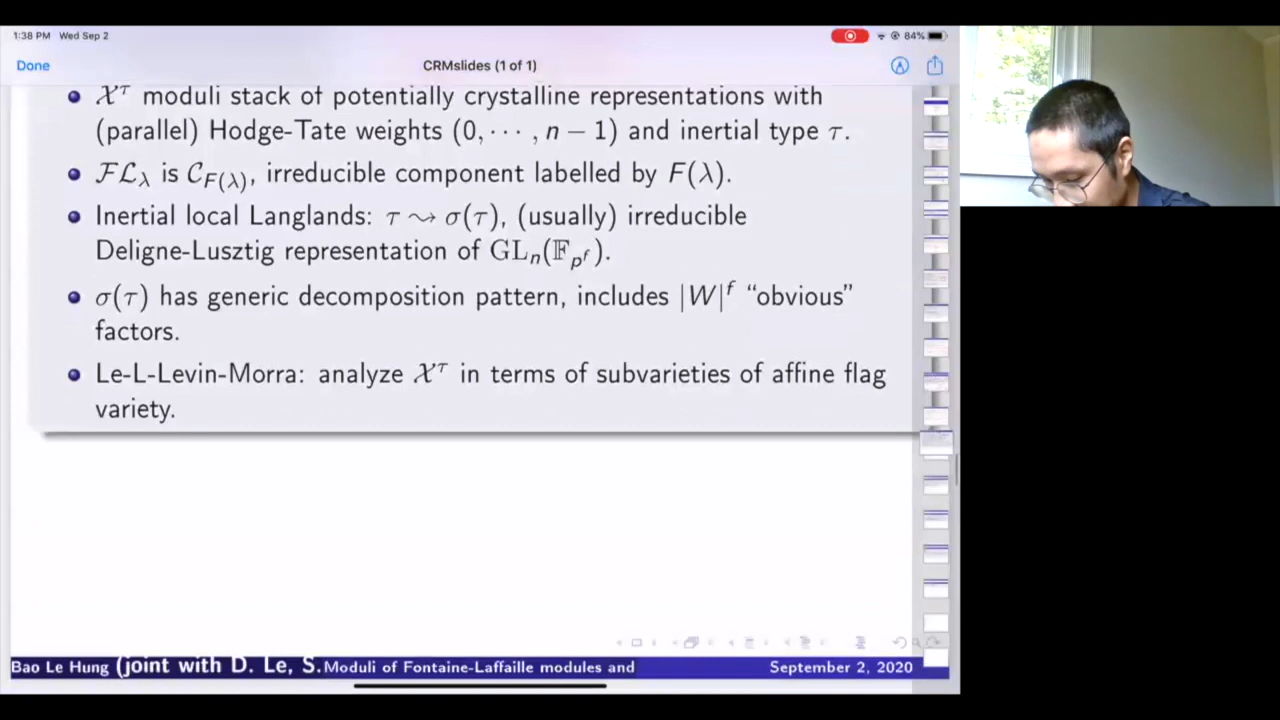 1:38 PM Wed Sep 2
84%
Done
CRMslides (1 of 1)
𝒳^τ moduli stack of potentially crystalline representations with
(parallel) Hodge-Tate weights (0, ⋯ , n − 1) and inertial type τ.
ℱℒ_λ is 𝒞_{F(λ)}, irreducible component labelled by F(λ).
Inertial local Langlands: τ ⇝ σ(τ), (usually) irreducible
Deligne-Lusztig representation of GL_n(𝔽_{p^f}).
σ(τ) has generic decomposition pattern, includes |W|^f “obvious”
factors.
Le-L-Levin-Morra: analyze 𝒳^τ in terms of subvarieties of affine flag
variety.
Bao Le Hung (joint with D. Le, S. Moduli of Fontaine-Laffaille modules and September 2, 2020